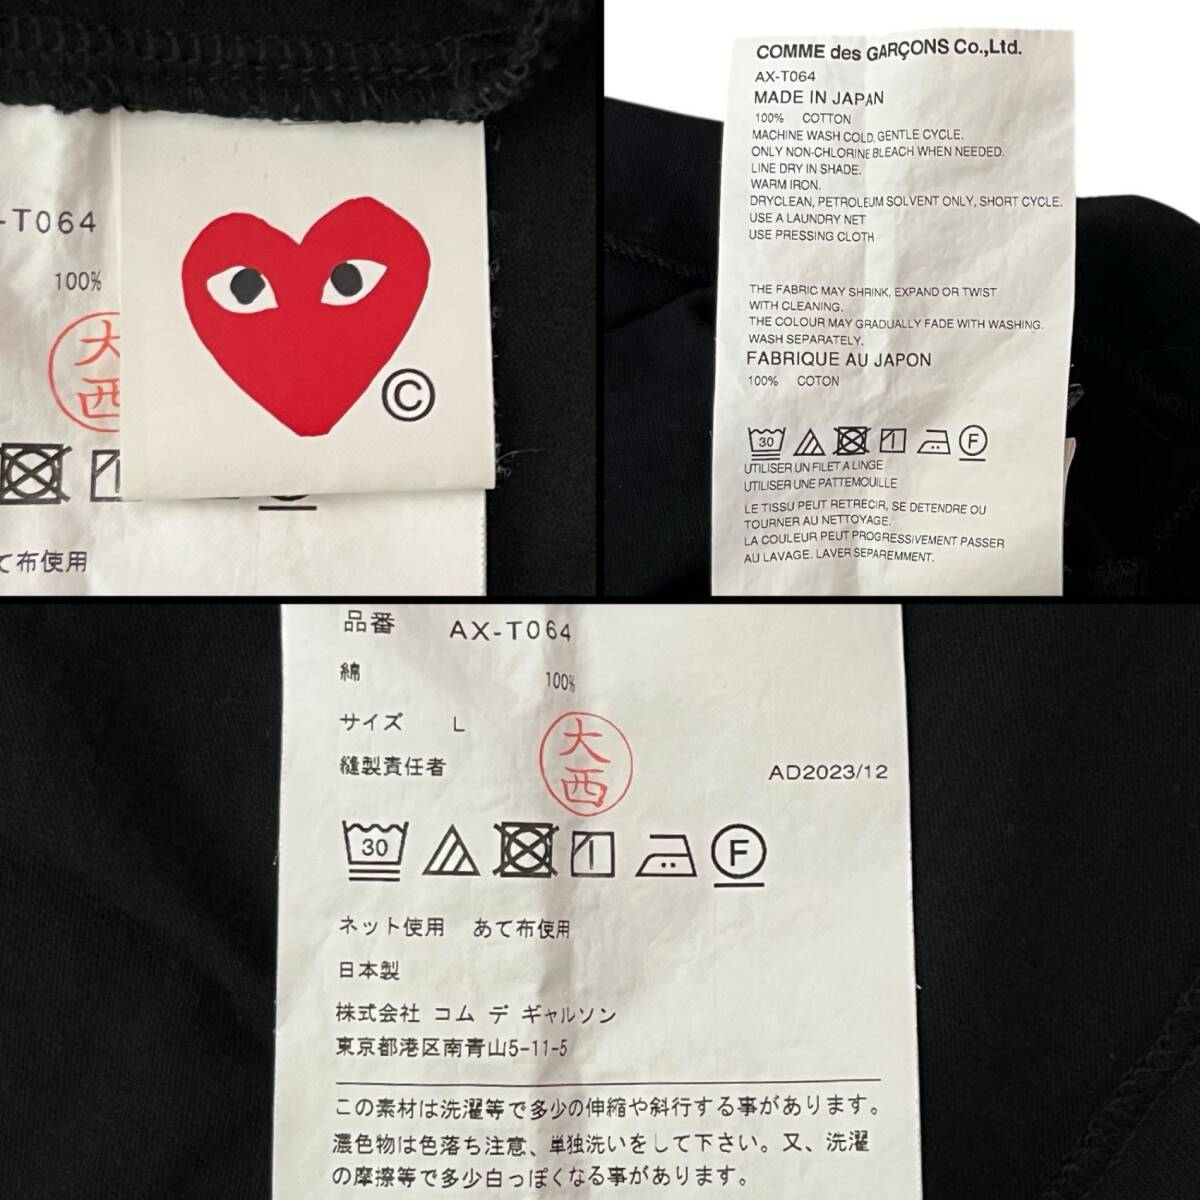 -T064
100%
大
西
©
て布使用
COMME des GARÇONS Co.,Ltd.
AX-T064
MADE IN JAPAN
100% COTTON
MACHINE WASH COLD, GENTLE CYCLE.
ONLY NON-CHLORINE BLEACH WHEN NEEDED.
LINE DRY IN SHADE.
WARM IRON.
DRYCLEAN, PETROLEUM SOLVENT ONLY, SHORT CYCLE.
USE A LAUNDRY NET
USE PRESSING CLOTH
THE FABRIC MAY SHRINK, EXPAND OR TWIST
WITH CLEANING.
THE COLOUR MAY GRADUALLY FADE WITH WASHING.
WASH SEPARATELY.
FABRIQUE AU JAPON
100% COTON
30 F
UTILISER UN FILET A LINGE
UTILISER UNE PATTEMOUILLE
LE TISSU PEUT RETRECIR, SE DETENDRE OU
TOURNER AU NETTOYAGE.
LA COULEUR PEUT PROGRESSIVEMENT PASSER
AU LAVAGE. LAVER SEPAREMMENT.
品番 AX-T064
綿 100%
サイズ L
縫製責任者 大西 AD2023/12
30 F
ネット使用 あて布使用
日本製
株式会社 コム デ ギャルソン
東京都港区南青山5-11-5
この素材は洗濯等で多少の伸縮や斜行する事があります。
濃色物は色落ち注意、単独洗いをして下さい。又、洗濯
の摩擦等で多少白っぽくなる事があります。